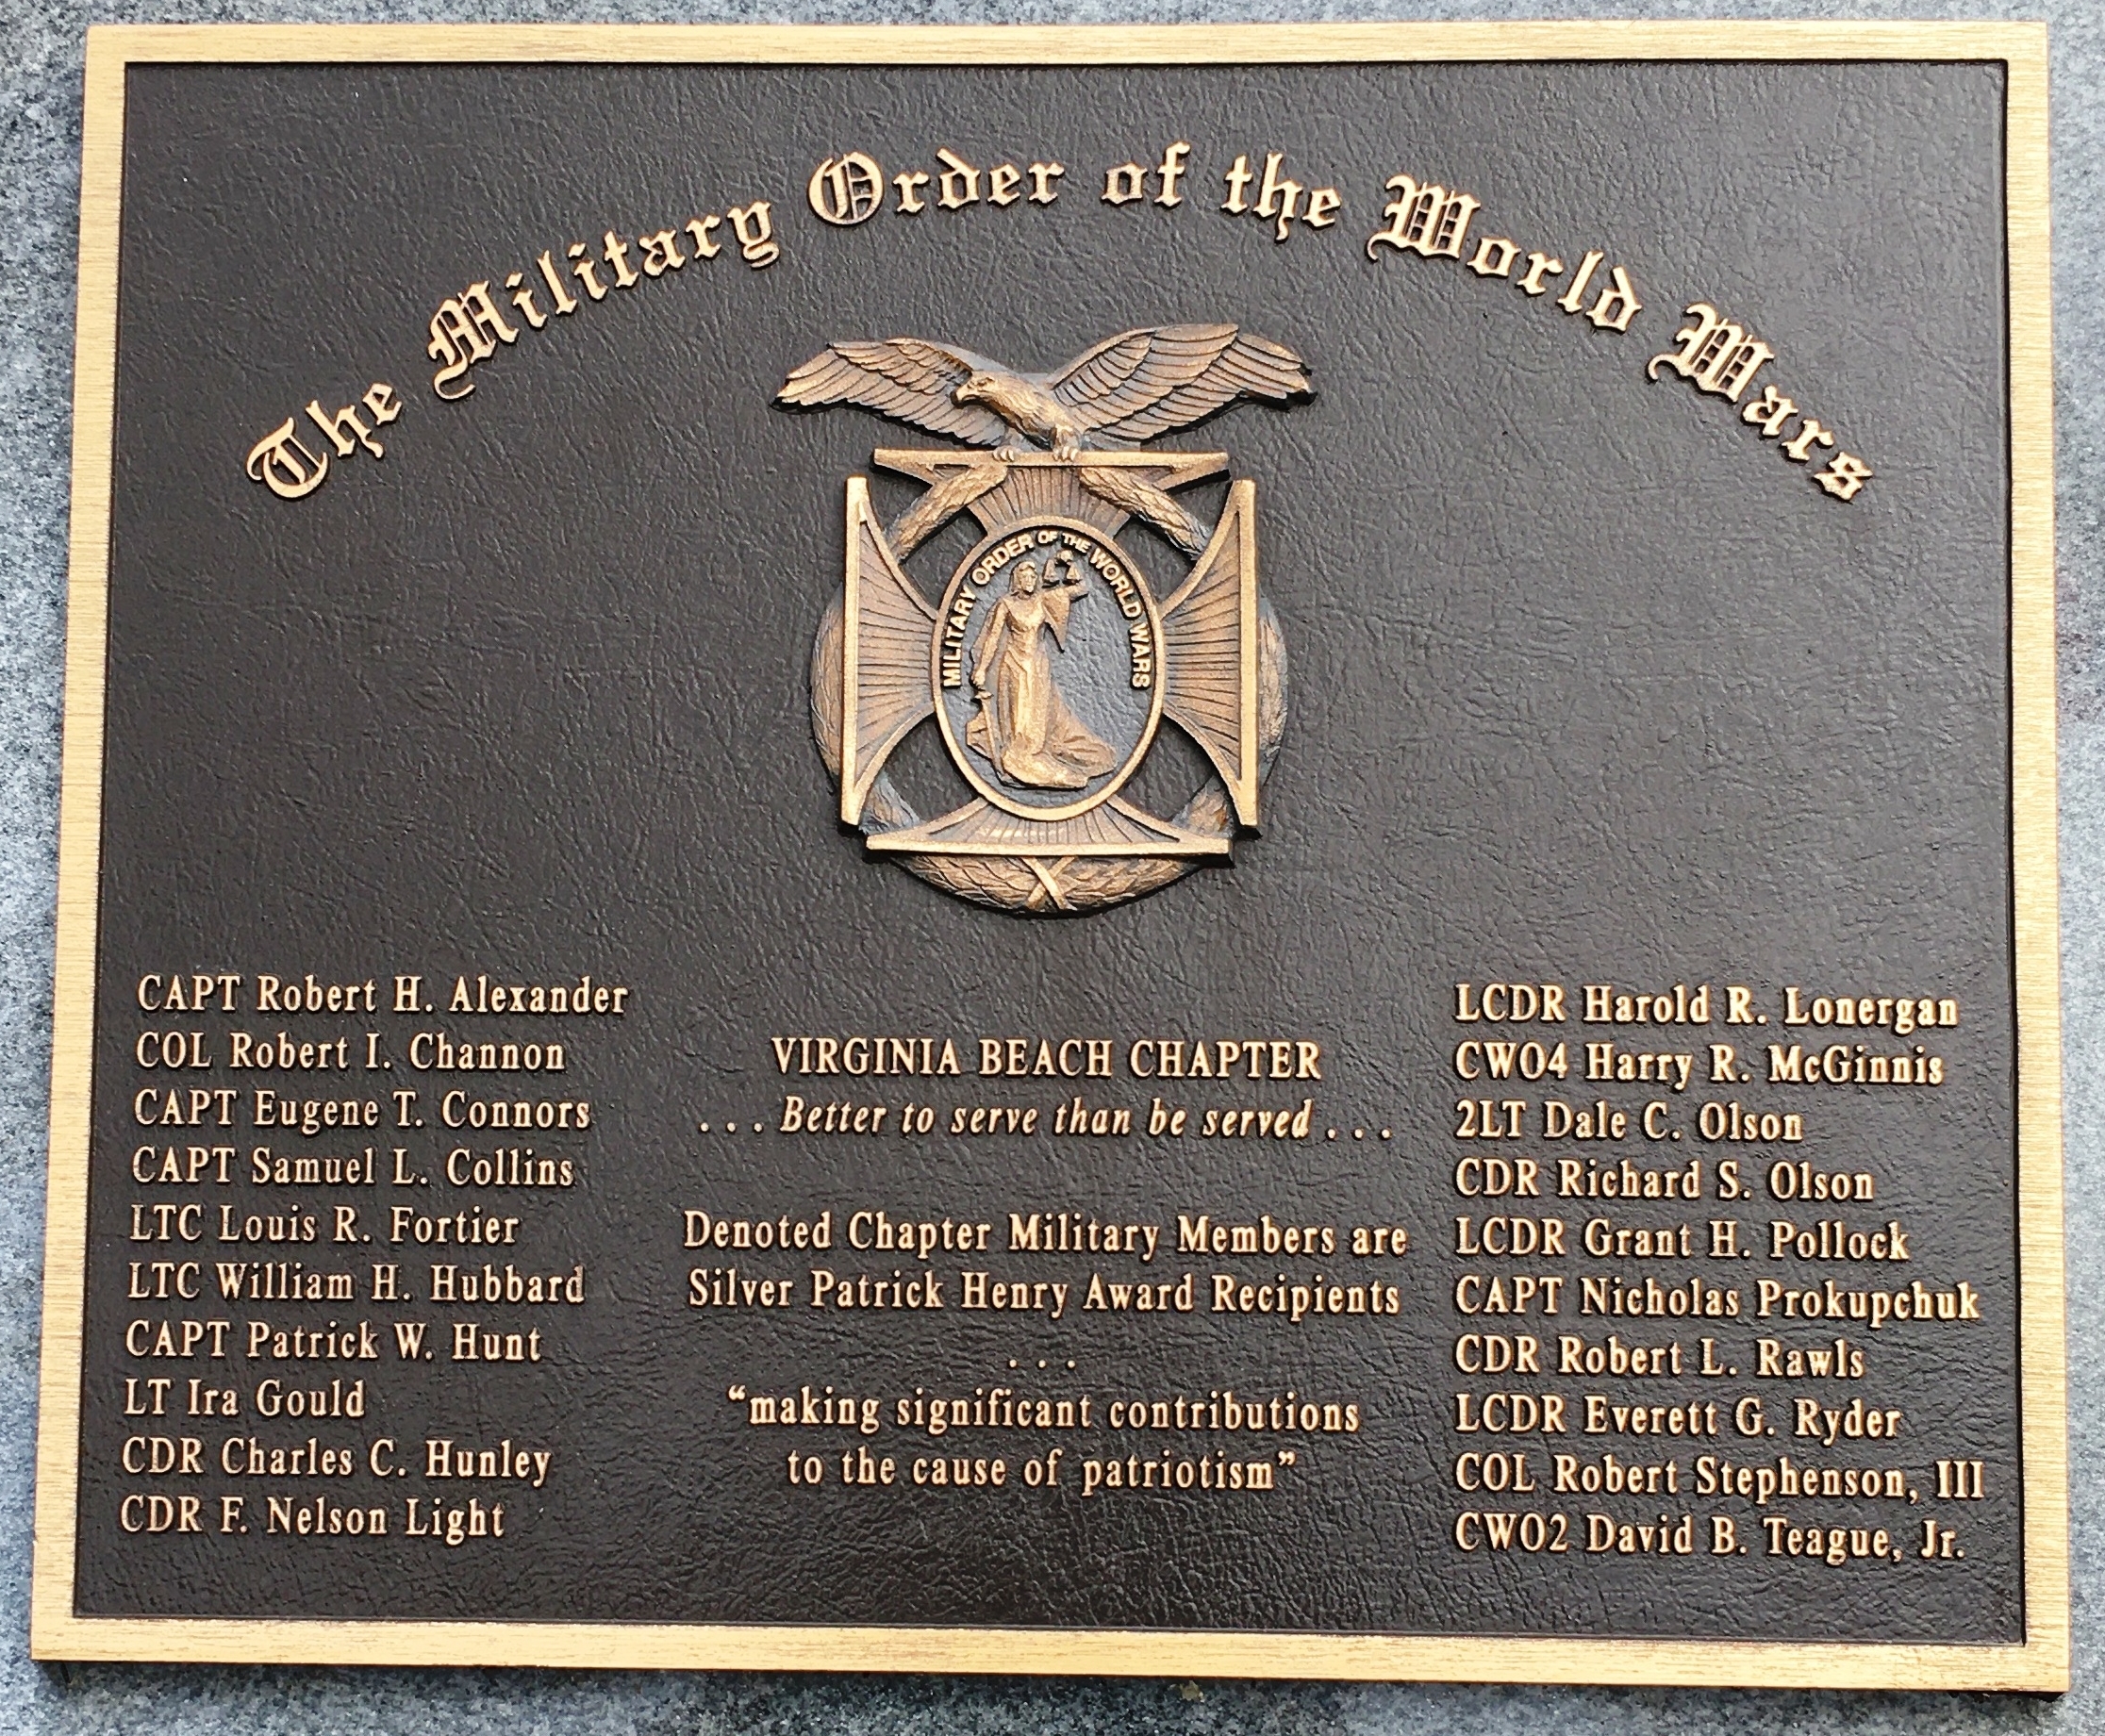 The Military Order of the World Wars
MILITARY ORDER OF THE WORLD WARS
CAPT Robert H. Alexander
COL Robert I. Channon
CAPT Eugene T. Connors
CAPT Samuel L. Collins
LTC Louis R. Fortier
LTC William H. Hubbard
CAPT Patrick W. Hunt
LT Ira Gould
CDR Charles C. Hunley
CDR F. Nelson Light
VIRGINIA BEACH CHAPTER
. . . Better to serve than be served . . .
Denoted Chapter Military Members are
Silver Patrick Henry Award Recipients
. . .
“making significant contributions
to the cause of patriotism”
LCDR Harold R. Lonergan
CWO4 Harry R. McGinnis
2LT Dale C. Olson
CDR Richard S. Olson
LCDR Grant H. Pollock
CAPT Nicholas Prokupchuk
CDR Robert L. Rawls
LCDR Everett G. Ryder
COL Robert Stephenson, III
CWO2 David B. Teague, Jr.